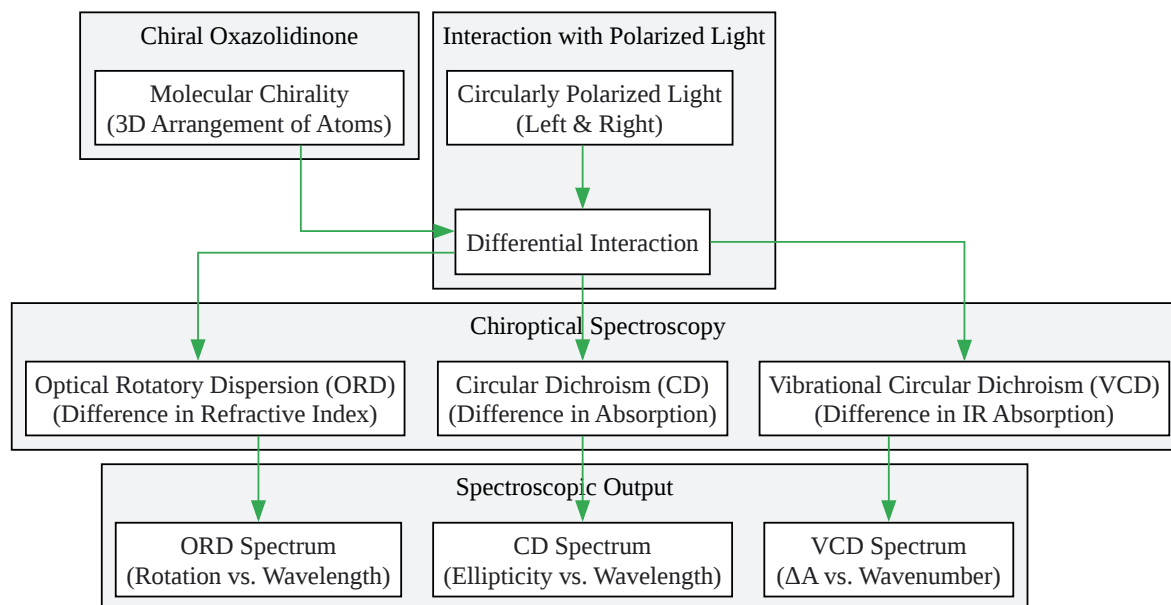 Chiral Oxazolidinone
Molecular Chirality
(3D Arrangement of Atoms)
Interaction with Polarized Light
Circularly Polarized Light
(Left & Right)
Differential Interaction
Chiroptical Spectroscopy
Optical Rotatory Dispersion (ORD)
(Difference in Refractive Index)
Circular Dichroism (CD)
(Difference in Absorption)
Vibrational Circular Dichroism (VCD)
(Difference in IR Absorption)
Spectroscopic Output
ORD Spectrum
(Rotation vs. Wavelength)
CD Spectrum
(Ellipticity vs. Wavelength)
VCD Spectrum
(ΔA vs. Wavenumber)